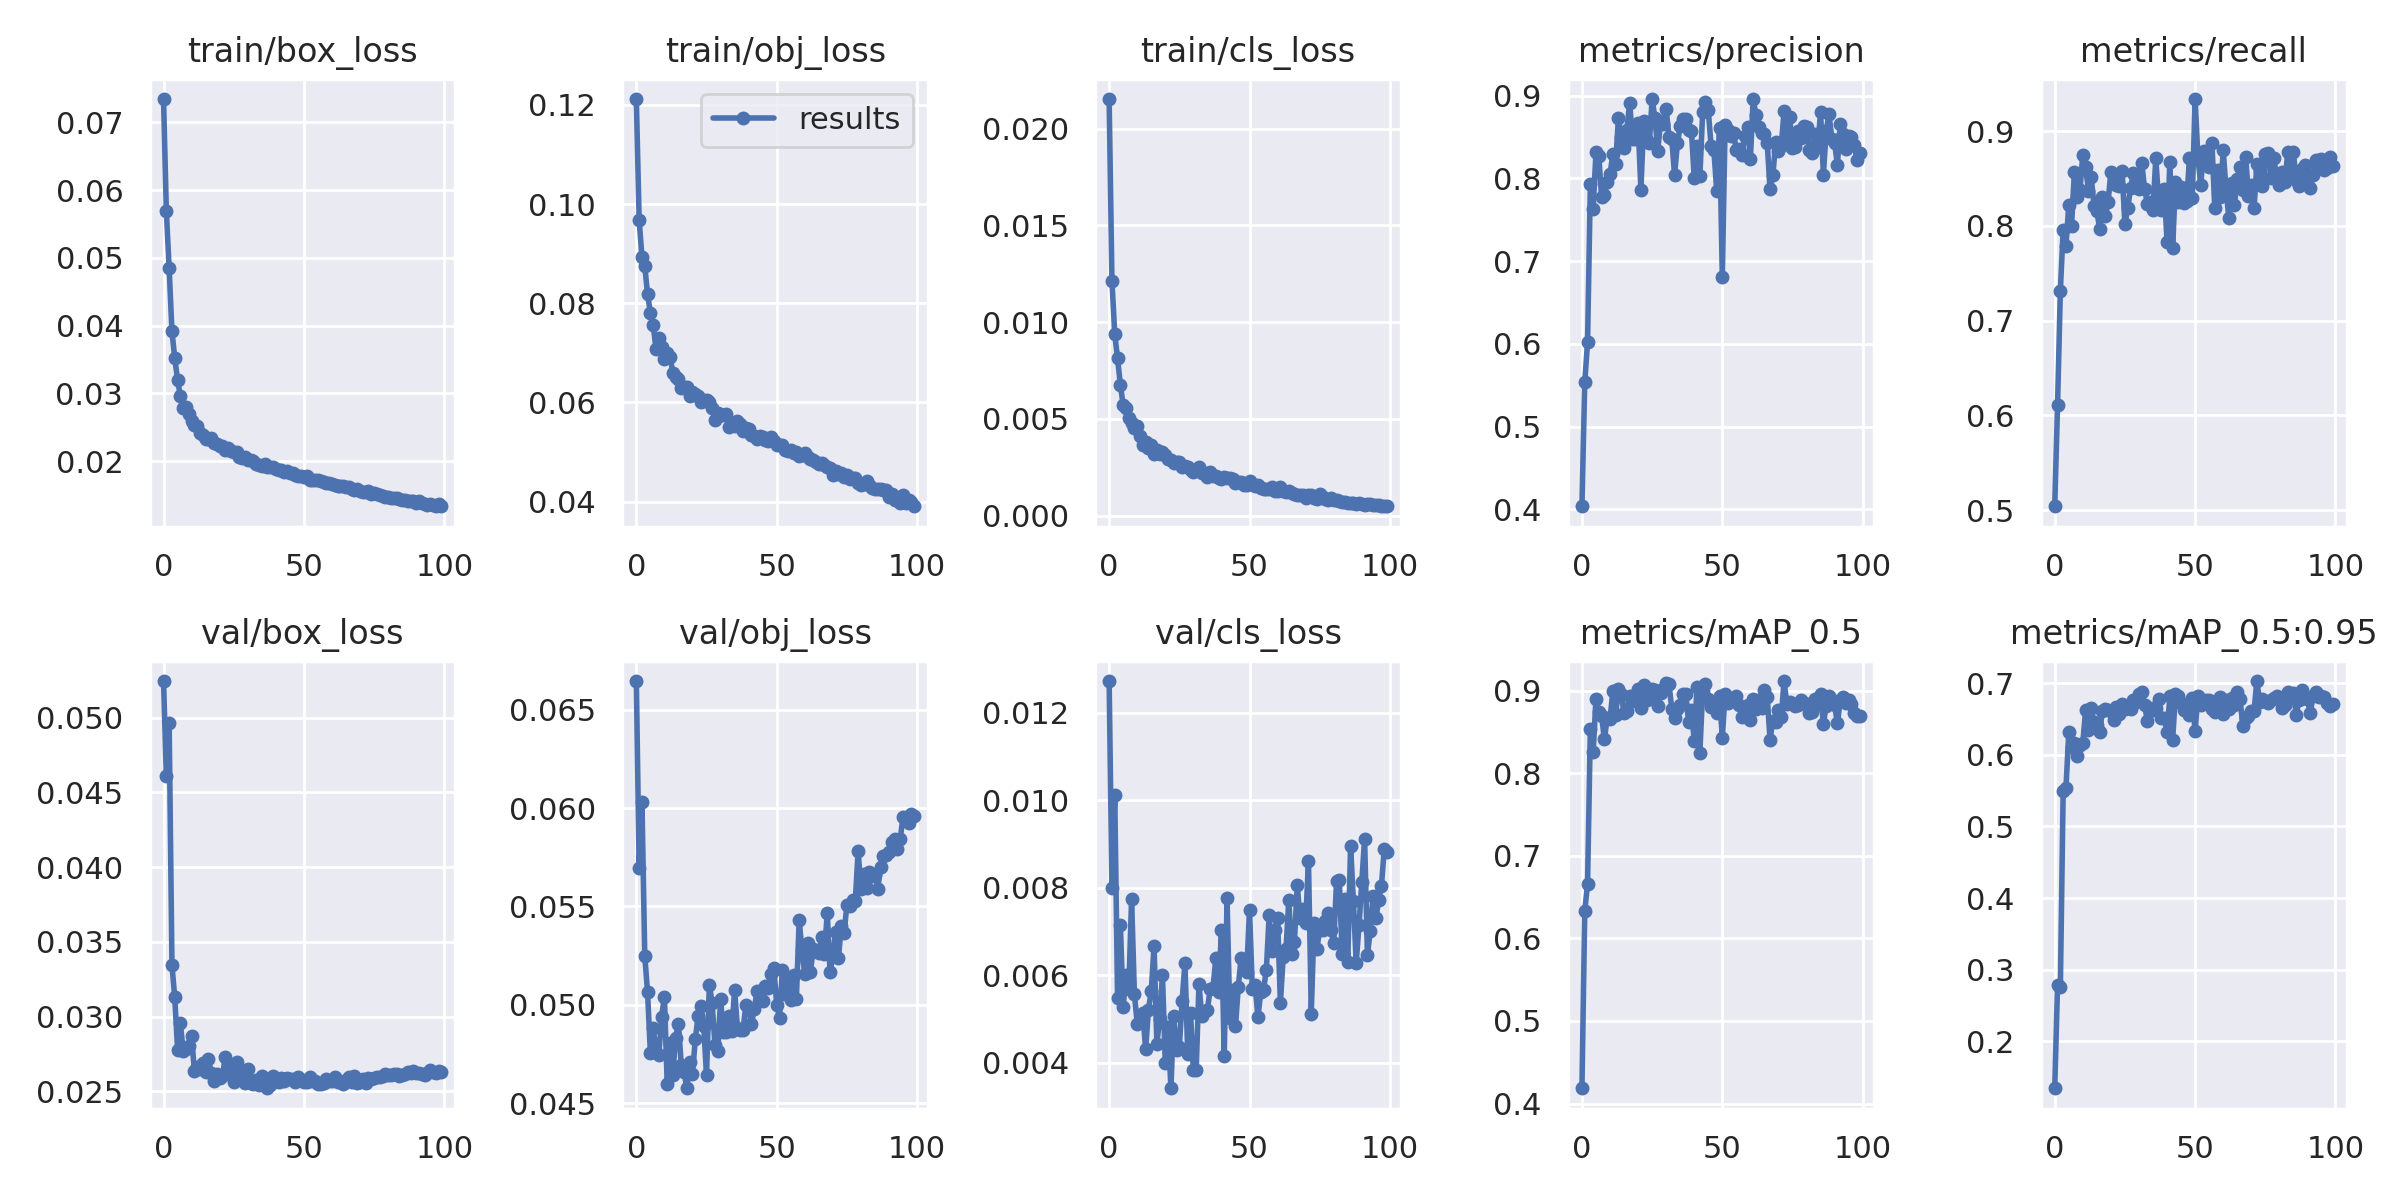 train/box_loss
0.07
0.06
0.05
0.04
0.03
0.02
0 50 100
train/obj_loss
results
0.12
0.10
0.08
0.06
0.04
0 50 100
train/cls_loss
0.020
0.015
0.010
0.005
0.000
0 50 100
metrics/precision
0.9
0.8
0.7
0.6
0.5
0.4
0 50 100
metrics/recall
0.9
0.8
0.7
0.6
0.5
0 50 100
val/box_loss
0.050
0.045
0.040
0.035
0.030
0.025
0 50 100
val/obj_loss
0.065
0.060
0.055
0.050
0.045
0 50 100
val/cls_loss
0.012
0.010
0.008
0.006
0.004
0 50 100
metrics/mAP_0.5
0.9
0.8
0.7
0.6
0.5
0.4
0 50 100
metrics/mAP_0.5:0.95
0.7
0.6
0.5
0.4
0.3
0.2
0 50 100